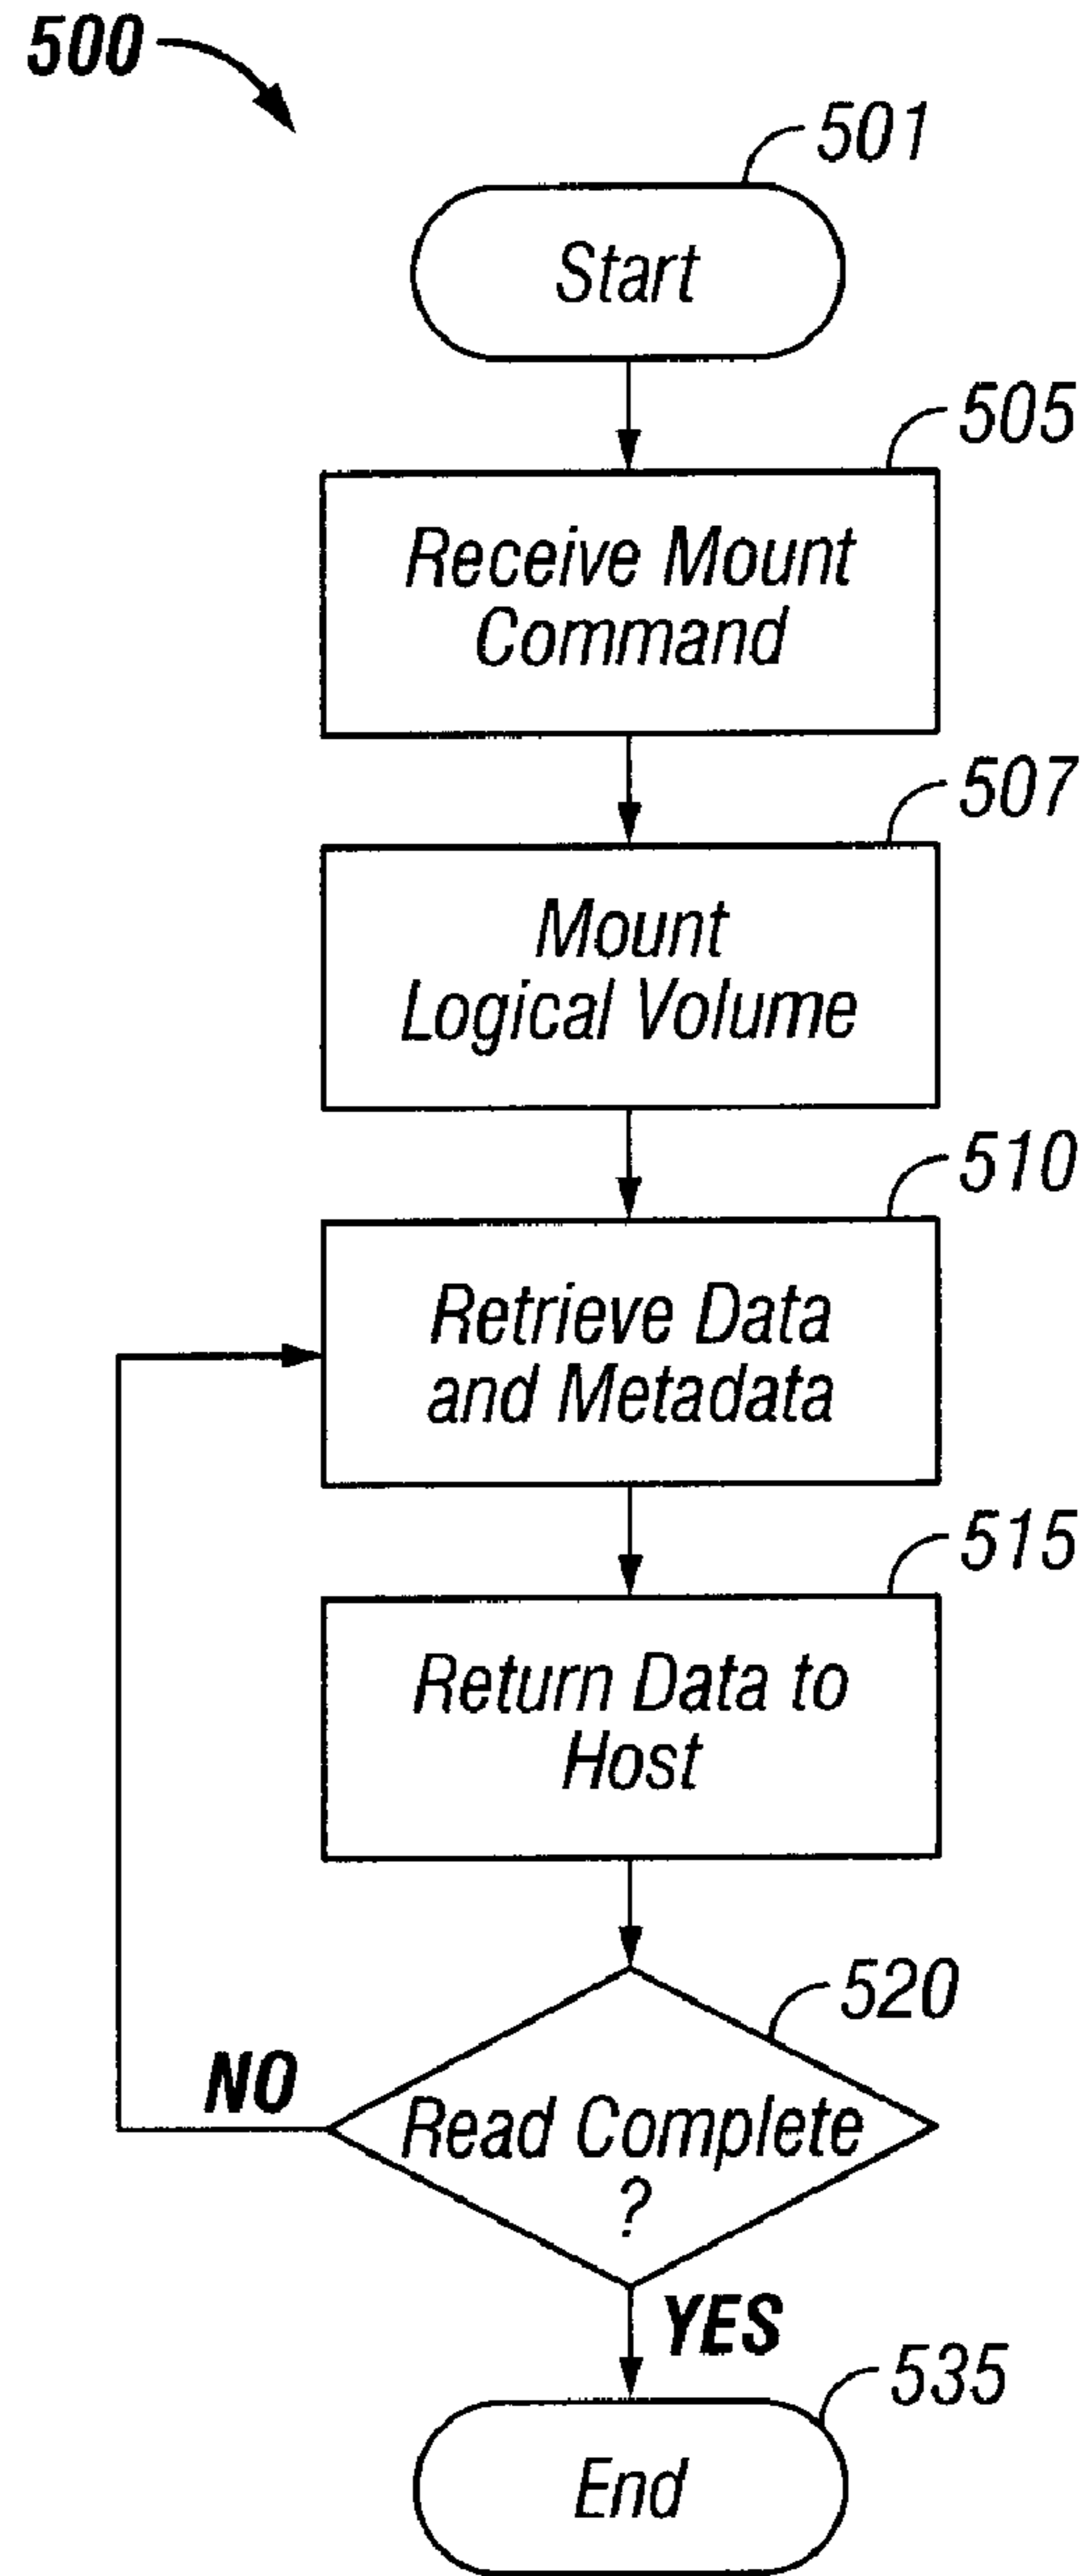 500
501
Start
505
Receive Mount
Command
507
Mount
Logical Volume
510
Retrieve Data
and Metadata
515
Return Data to
Host
520
NO
Read Complete
?
YES
535
End